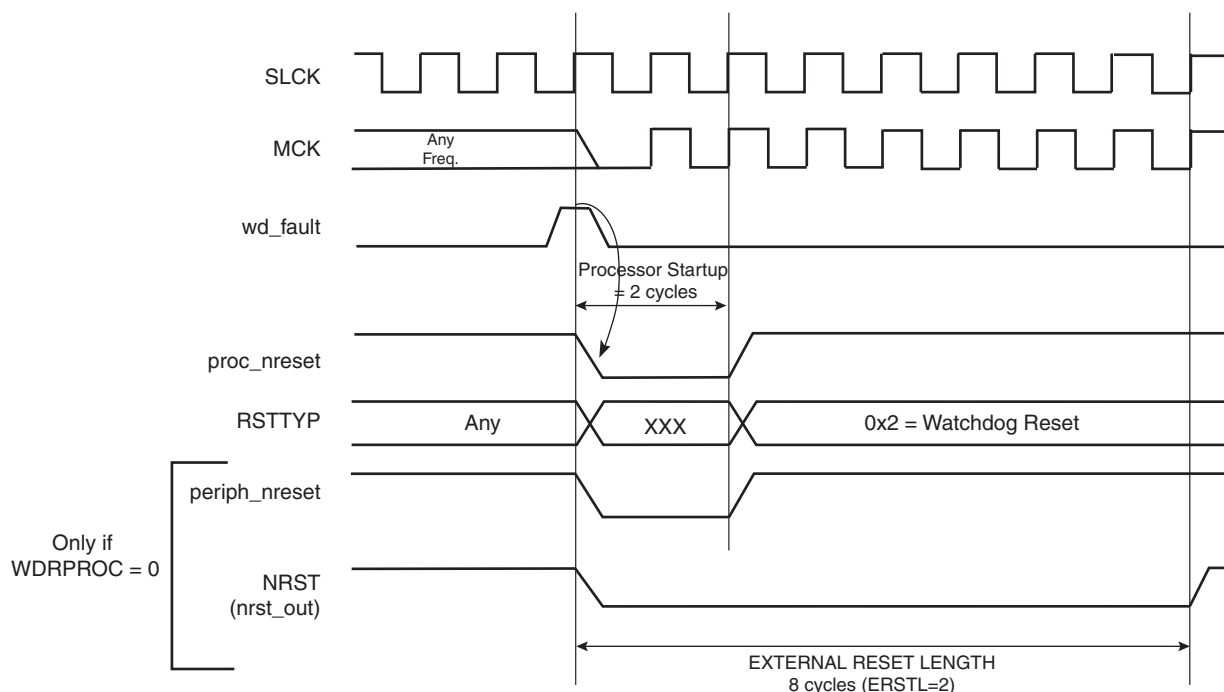 SLCK
MCK
Any
Freq.
wd_fault
Processor Startup
= 2 cycles
proc_nreset
RSTTYP
Any
XXX
0x2 = Watchdog Reset
periph_nreset
Only if
WDRPROC = 0
NRST
(nrst_out)
EXTERNAL RESET LENGTH
8 cycles (ERSTL=2)